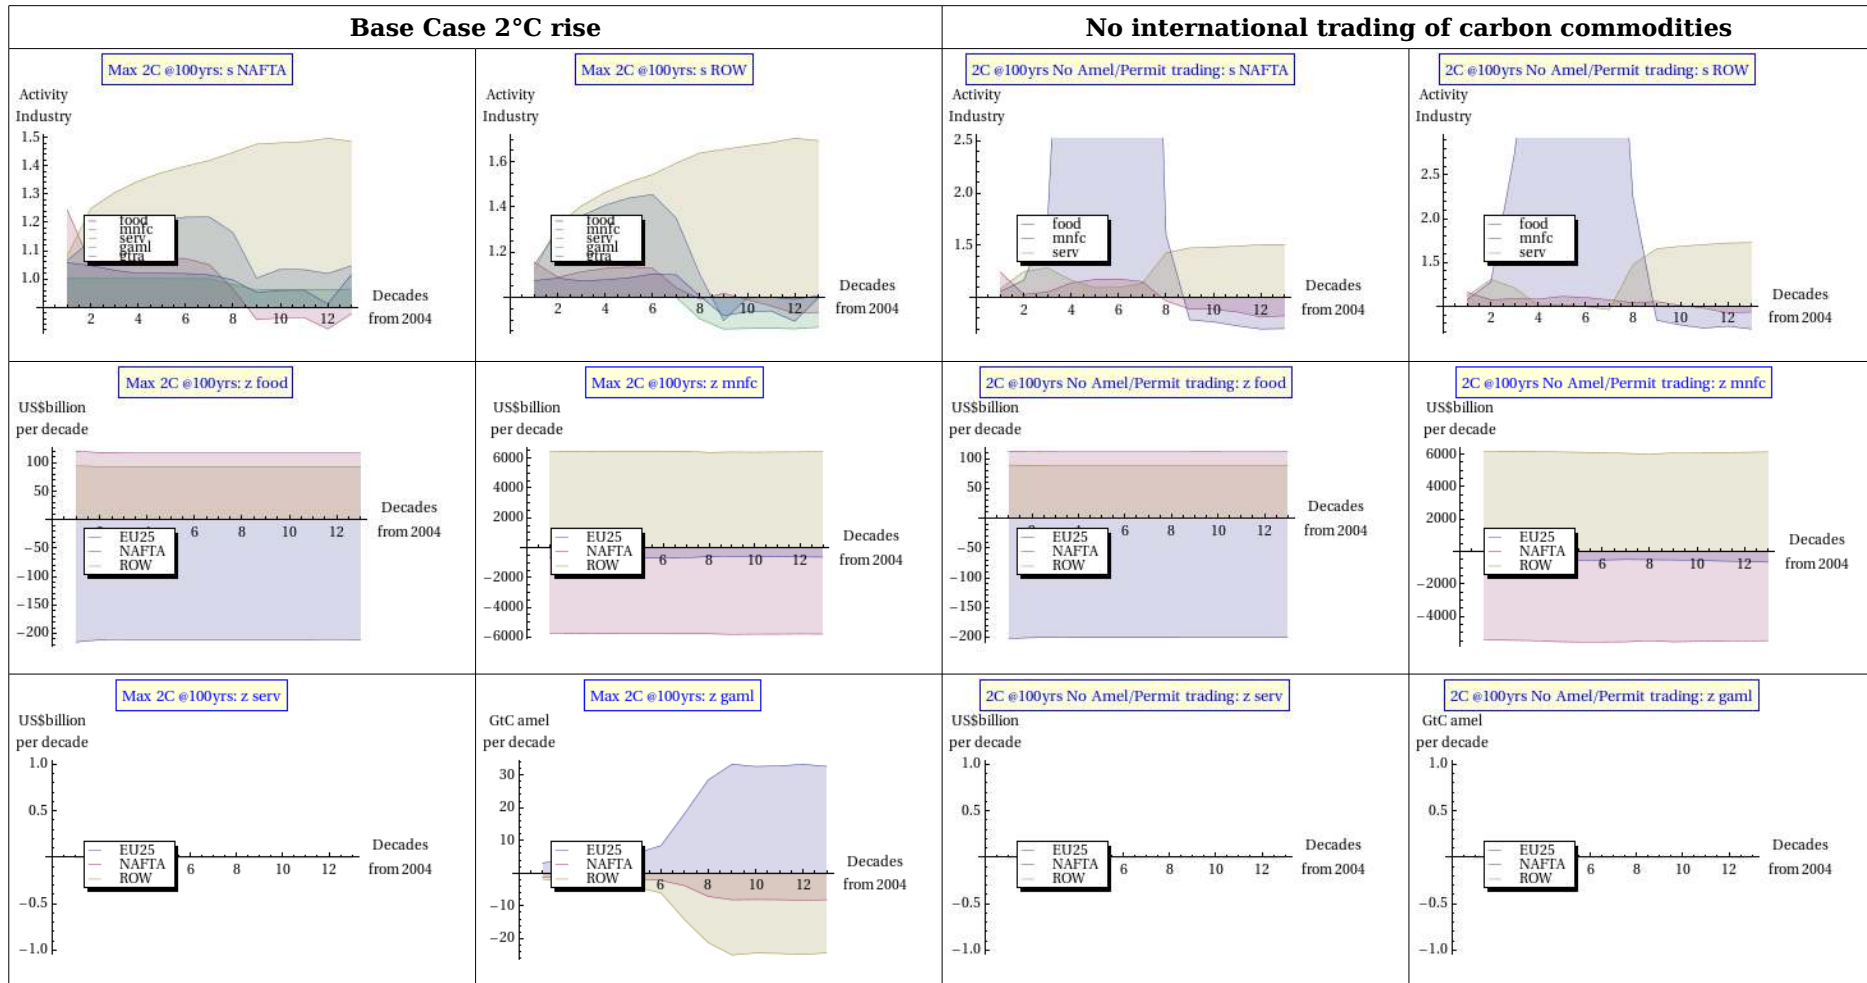 Base Case 2°C rise
No international trading of carbon commodities
Max 2C @100yrs: s NAFTA
Activity
Industry
1.5
1.4
1.3
1.2
1.1
1.0
food
mnfc
serv
gaml
gtra
2 4 6 8 10 12
Decades
from 2004
Max 2C @100yrs: s ROW
Activity
Industry
1.6
1.4
1.2
food
mnfc
serv
gaml
gtra
2 4 6 8 10 12
Decades
from 2004
2C @100yrs No Amel/Permit trading: s NAFTA
Activity
Industry
2.5
2.0
1.5
food
mnfc
serv
2 4 6 8 10 12
Decades
from 2004
2C @100yrs No Amel/Permit trading: s ROW
Activity
Industry
2.5
2.0
1.5
food
mnfc
serv
2 4 6 8 10 12
Decades
from 2004
Max 2C @100yrs: z food
US$billion
per decade
100
50
−50
−100
−150
−200
EU25
NAFTA
ROW
6 8 10 12
Decades
from 2004
Max 2C @100yrs: z mnfc
US$billion
per decade
6000
4000
2000
−2000
−4000
−6000
EU25
NAFTA
ROW
6 8 10 12
Decades
from 2004
2C @100yrs No Amel/Permit trading: z food
US$billion
per decade
100
50
−50
−100
−150
−200
EU25
NAFTA
ROW
6 8 10 12
Decades
from 2004
2C @100yrs No Amel/Permit trading: z mnfc
US$billion
per decade
6000
4000
2000
−2000
−4000
EU25
NAFTA
ROW
6 8 10 12
Decades
from 2004
Max 2C @100yrs: z serv
US$billion
per decade
1.0
0.5
−0.5
−1.0
EU25
NAFTA
ROW
6 8 10 12
Decades
from 2004
Max 2C @100yrs: z gaml
GtC amel
per decade
30
20
10
−10
−20
EU25
NAFTA
ROW
6 8 10 12
Decades
from 2004
2C @100yrs No Amel/Permit trading: z serv
US$billion
per decade
1.0
0.5
−0.5
−1.0
EU25
NAFTA
ROW
6 8 10 12
Decades
from 2004
2C @100yrs No Amel/Permit trading: z gaml
GtC amel
per decade
1.0
0.5
−0.5
−1.0
EU25
NAFTA
ROW
6 8 10 12
Decades
from 2004